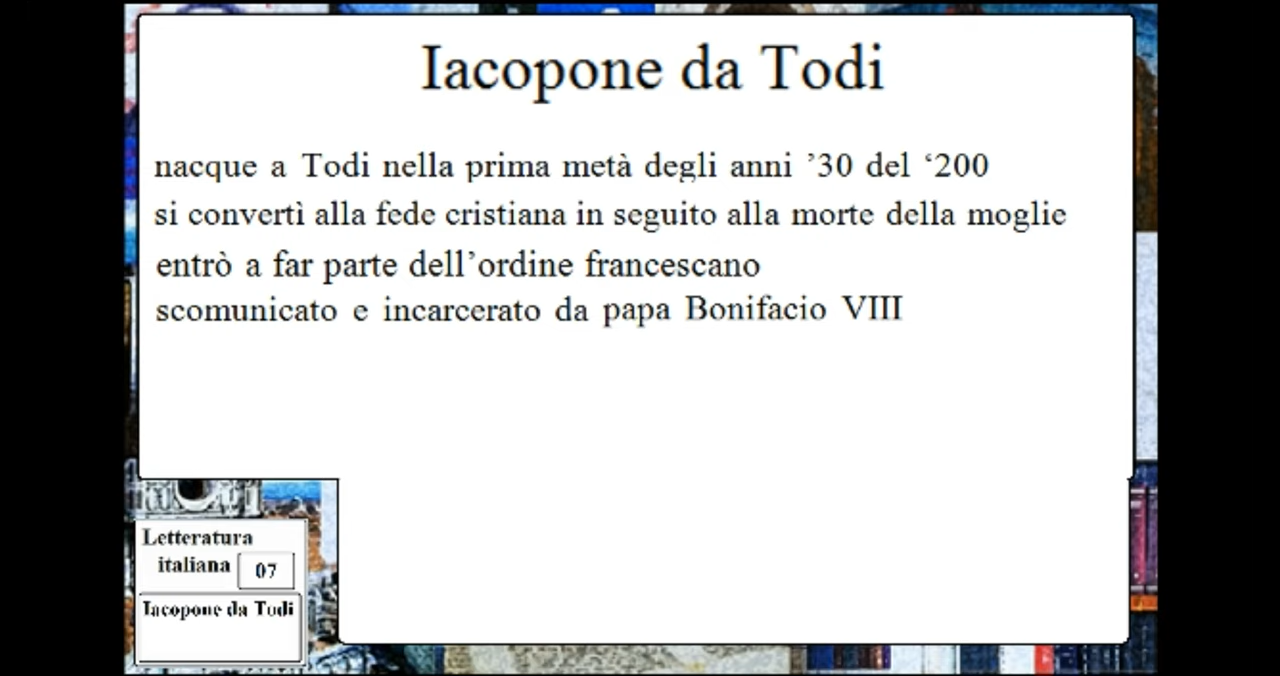 Iacopone da Todi
nacque a Todi nella prima metà degli anni ’30 del ‘200
si convertì alla fede cristiana in seguito alla morte della moglie
entrò a far parte dell’ordine francescano
scomunicato e incarcerato da papa Bonifacio VIII
Letteratura
italiana 07
Iacopone da Todi